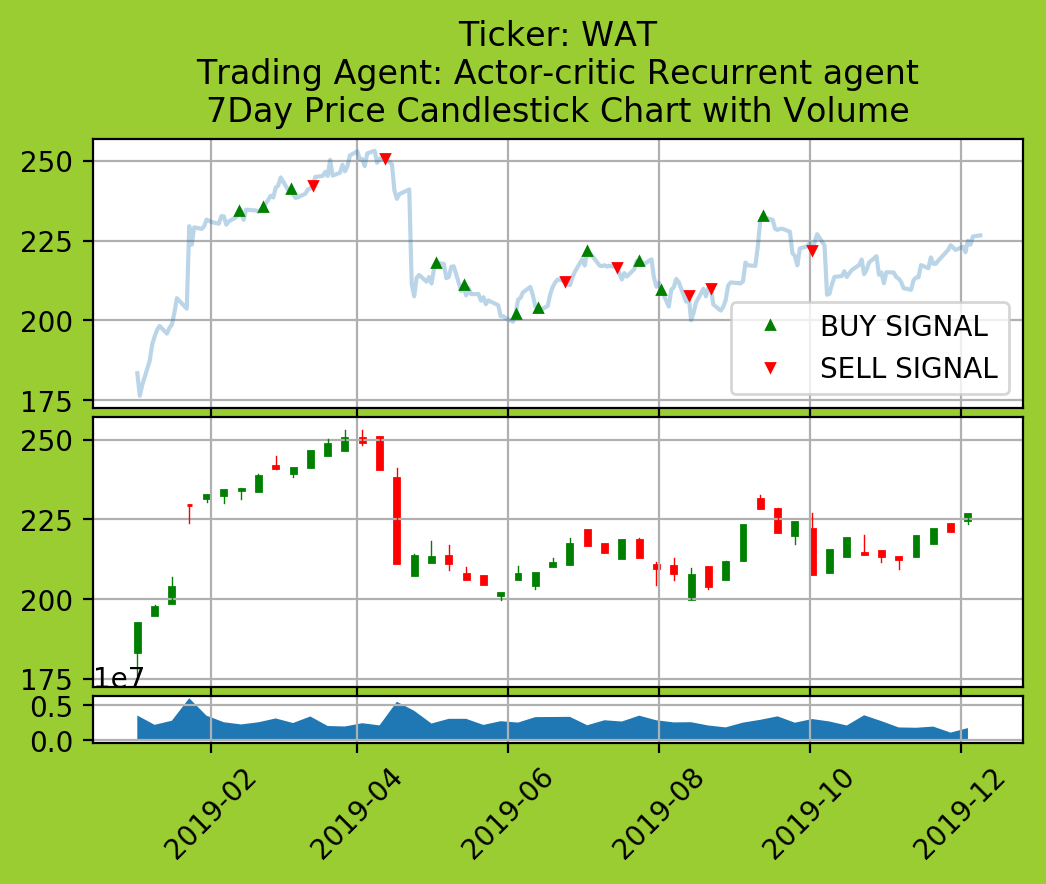 Ticker: WAT
Trading Agent: Actor-critic Recurrent agent
7Day Price Candlestick Chart with Volume
250
225
200
175
BUY SIGNAL
SELL SIGNAL
250
225
200
175
1e7
0.5
0.0
2019-02
2019-04
2019-06
2019-08
2019-10
2019-12